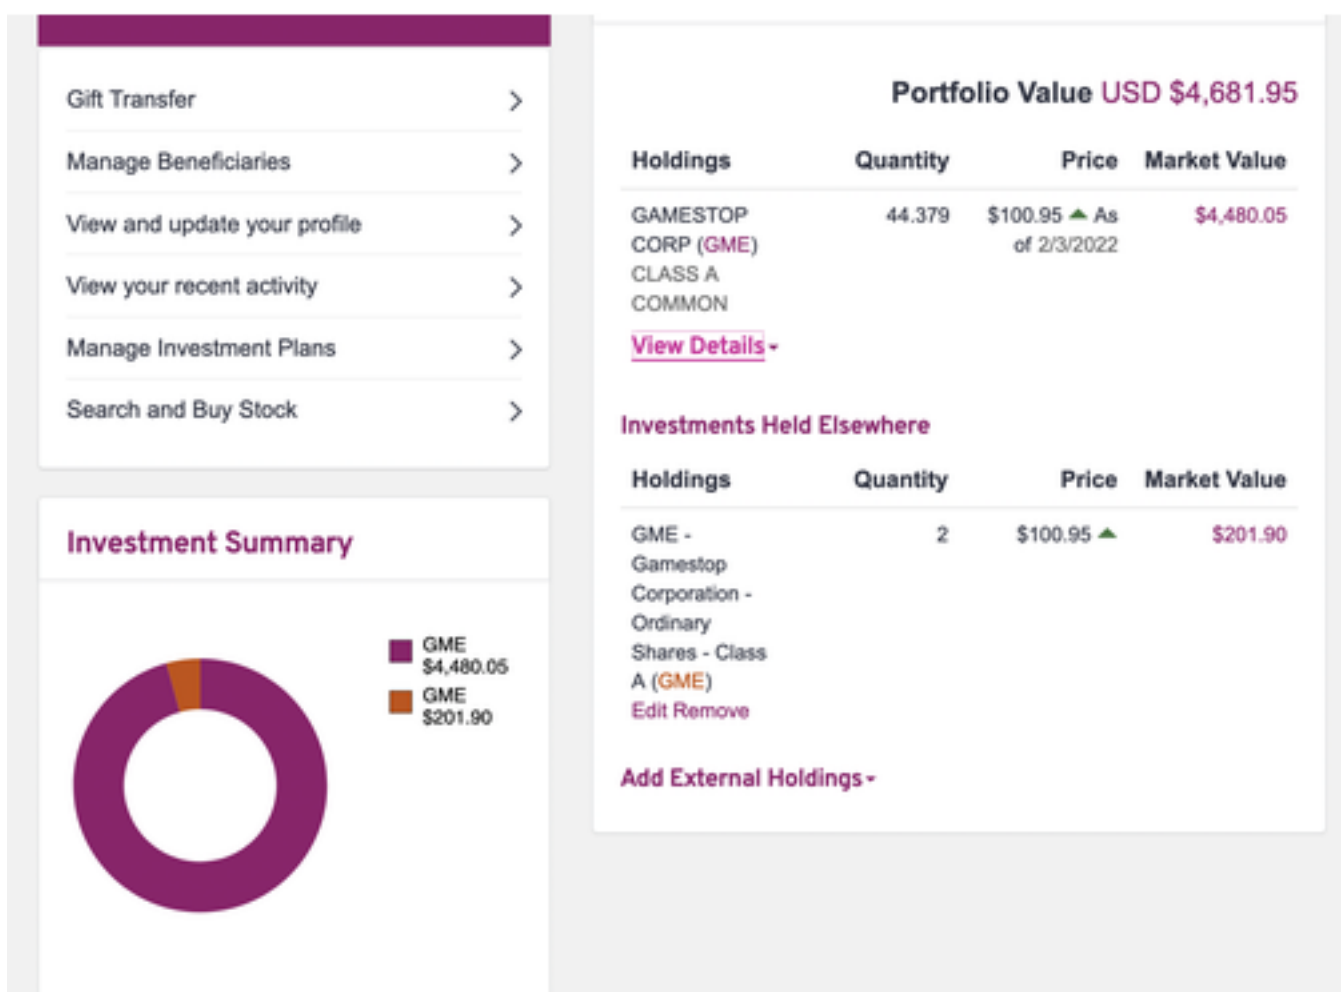 Gift Transfer
Manage Beneficiaries
View and update your profile
View your recent activity
Manage Investment Plans
Search and Buy Stock
Investment Summary
GME
$4,480.05
GME
$201.90
Portfolio Value USD $4,681.95
Holdings Quantity Price Market Value
GAMESTOP 44.379 $100.95 As $4,480.05
CORP (GME) of 2/3/2022
CLASS A
COMMON
View Details
Investments Held Elsewhere
Holdings Quantity Price Market Value
GME - 2 $100.95 $201.90
Gamestop
Corporation -
Ordinary
Shares - Class
A (GME)
Edit Remove
Add External Holdings